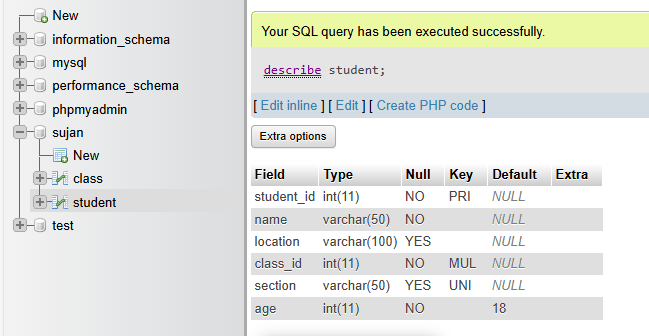 New
information_schema
mysql
performance_schema
phpmyadmin
sujan
New
class
student
test
Your SQL query has been executed successfully.
describe student;
[ Edit inline ] [ Edit ] [ Create PHP code ]
Extra options
Field Type Null Key Default Extra
student_id int(11) NO PRI NULL
name varchar(50) NO NULL
location varchar(100) YES NULL
class_id int(11) NO MUL NULL
section varchar(50) YES UNI NULL
age int(11) NO 18